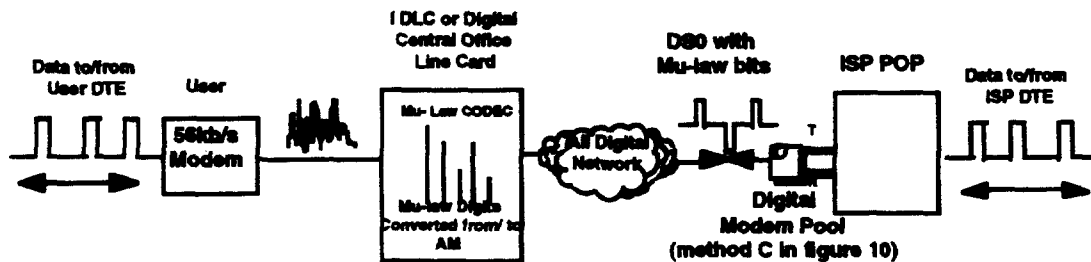 Data to/from
User DTE
User
56kb/s
Modem
IDLC or Digital
Central Office
Line Card
Mu-Law CODEC
Mu-law Digits
Converted from/ to
AM
All Digital
Network
DS0 with
Mu-law bits
T
Digital
Modem Pool
(method C in figure 10)
ISP POP
Data to/from
ISP DTE